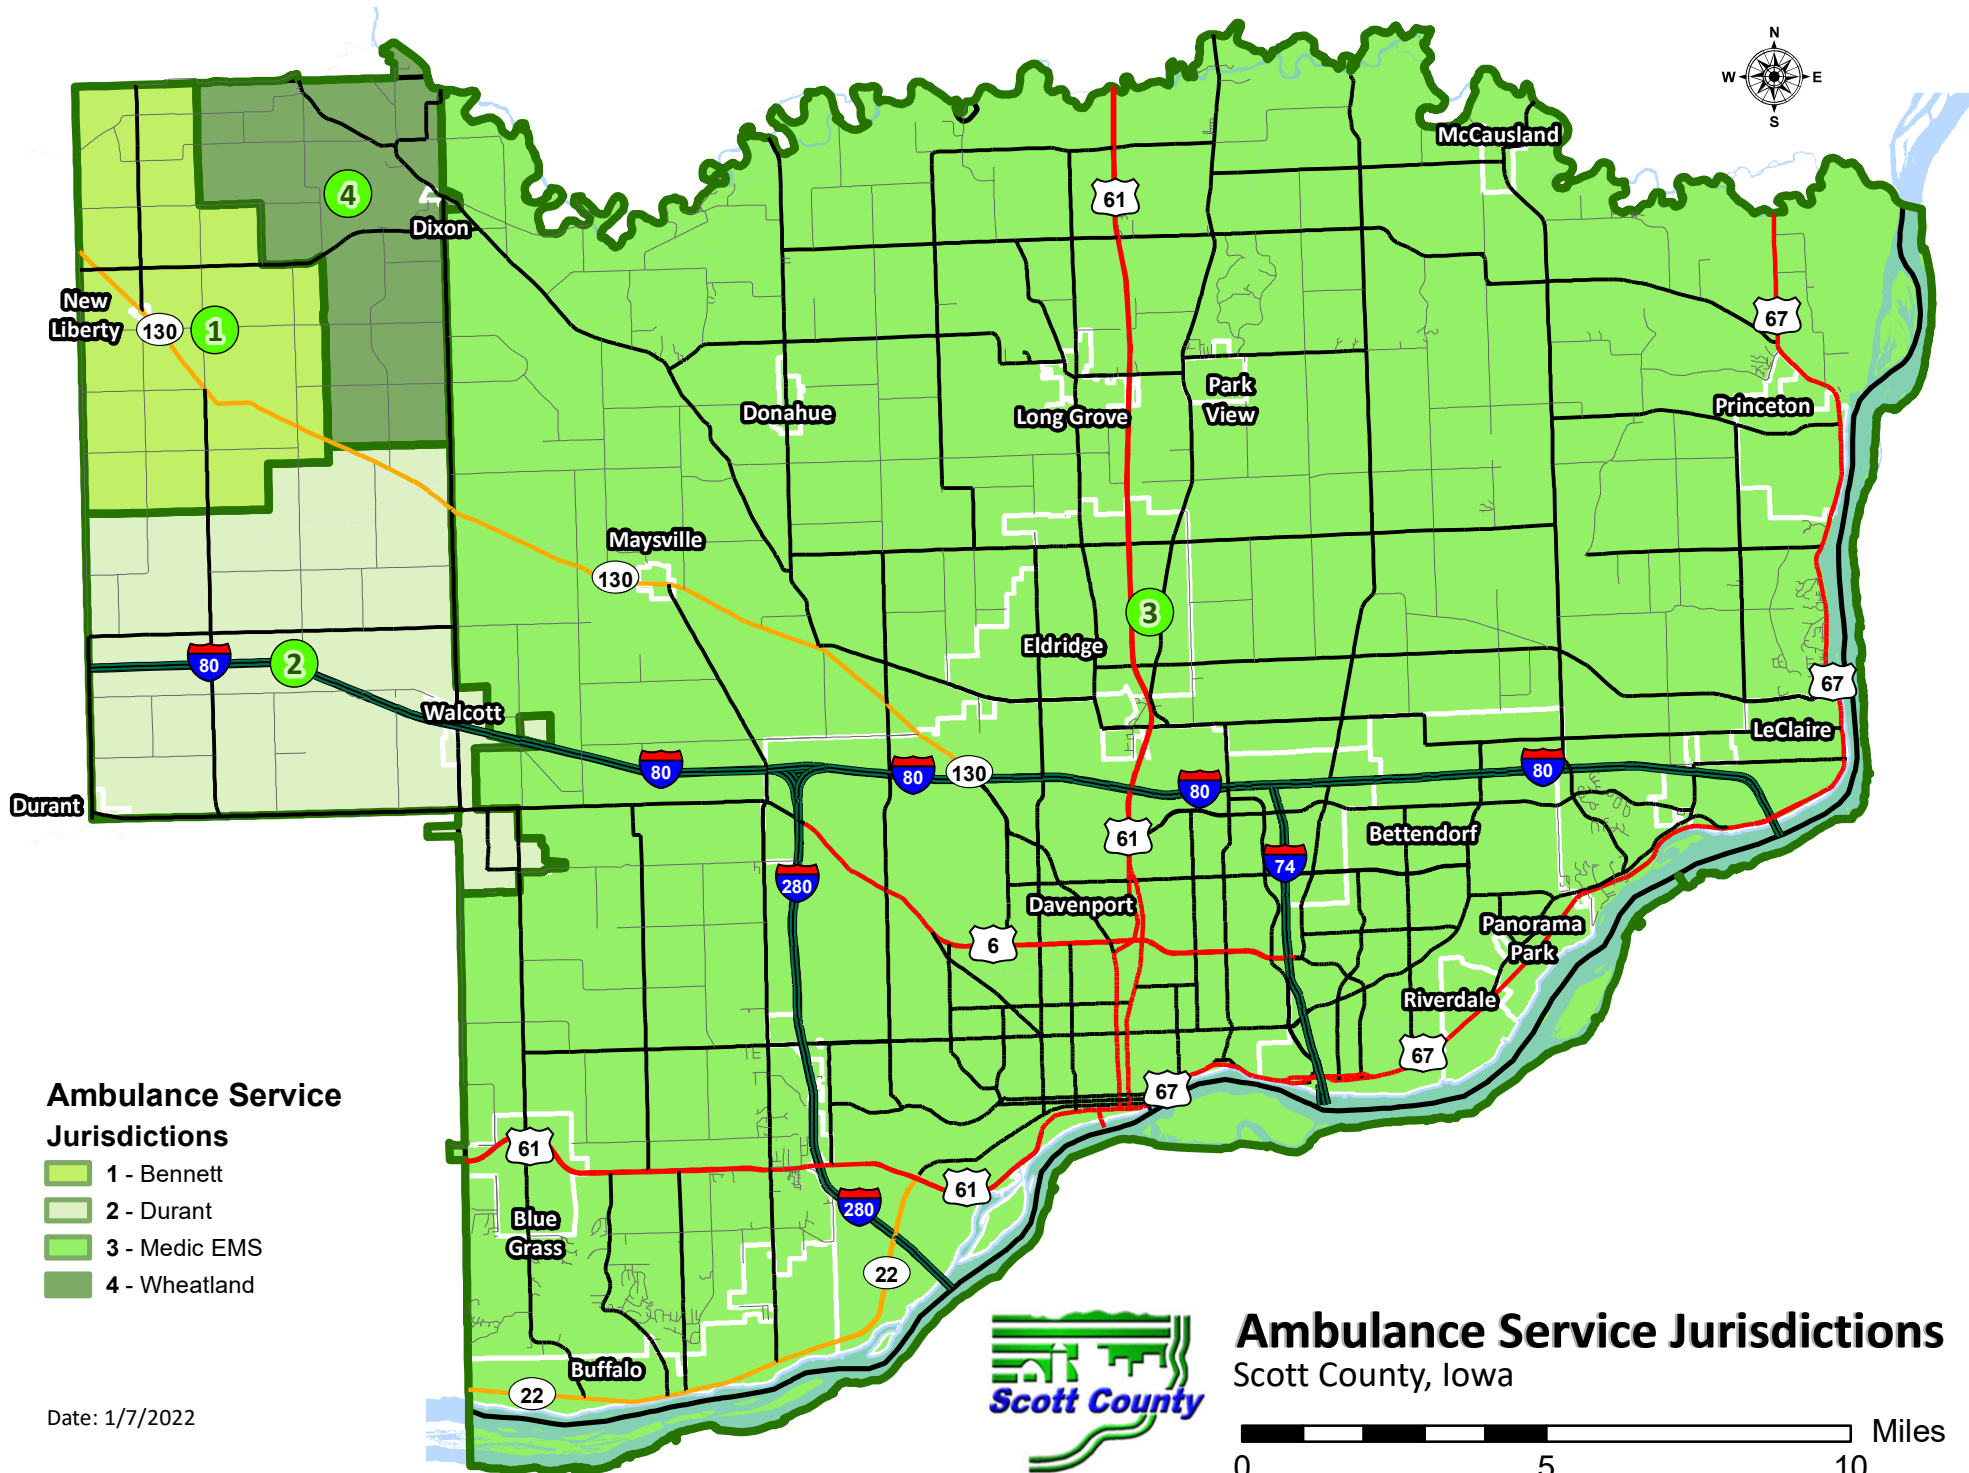 N
W
E
S
McCausland
61
4
Dixon
New
Liberty
130
1
67
Park
View
Donahue
Long Grove
Princeton
Maysville
130
3
Eldridge
80
2
67
Walcott
LeClaire
80
80
130
80
80
Durant
61
Bettendorf
74
280
Davenport
Panorama
Park
6
Riverdale
67
67
Ambulance Service
Jurisdictions
1 - Bennett
2 - Durant
3 - Medic EMS
4 - Wheatland
61
61
280
Blue
Grass
22
Buffalo
22
Date: 1/7/2022
Scott County
Ambulance Service Jurisdictions
Scott County, Iowa
Miles
0
5
10